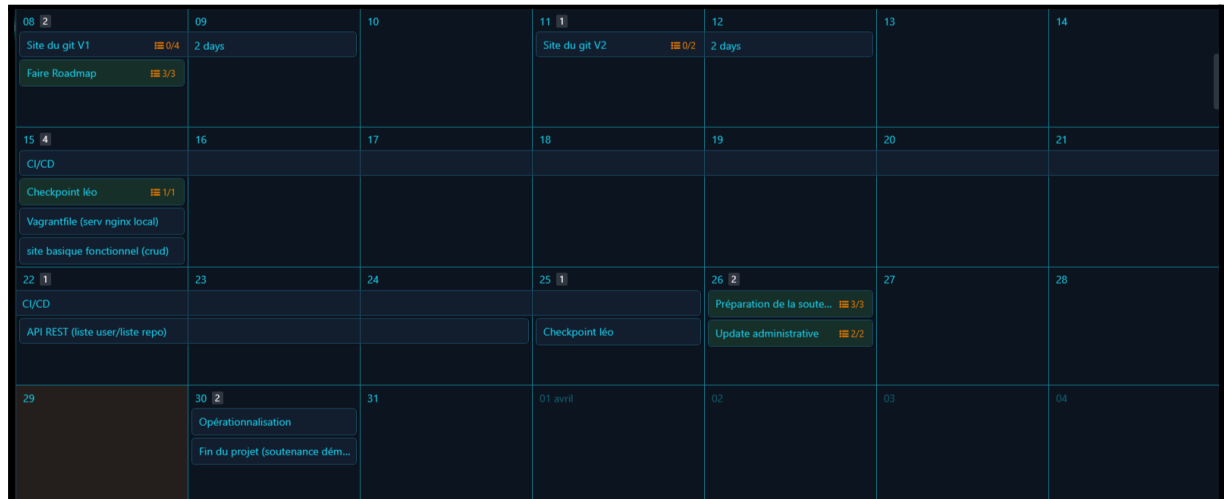 08 2
09
10
11 1
12
13
14
Site du git V1 0/4
2 days
Site du git V2 0/2
2 days
Faire Roadmap 3/3
15 4
16
17
18
19
20
21
CI/CD
Checkpoint léo 1/1
Vagrantfile (serv nginx local)
site basique fonctionnel (crud)
22 1
23
24
25 1
26 2
27
28
CI/CD
Préparation de la soute... 3/3
API REST (liste user/liste repo)
Checkpoint léo
Update administrative 2/2
29
30 2
31
01 avril
02
03
04
Opérationnalisation
Fin du projet (soutenance dém...